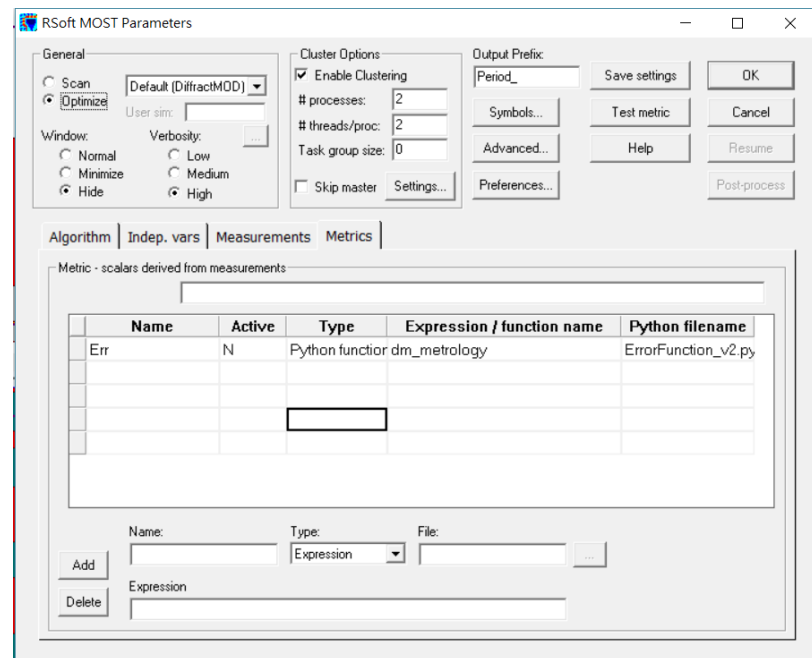 RSoft MOST Parameters
General
Scan
Optimize
Default (DiffractMOD)
User sim:
...
Window:
Normal
Minimize
Hide
Verbosity:
Low
Medium
High
Cluster Options
Enable Clustering
# processes: 2
# threads/proc: 2
Task group size: 0
Skip master
Settings...
Output Prefix:
Period_
Symbols...
Advanced...
Preferences...
Save settings
Test metric
Help
OK
Cancel
Resume
Post-process
Algorithm Indep. vars Measurements Metrics
Metric - scalars derived from measurements
Name Active Type Expression / function name Python filename
Err N Python function dm_metrology ErrorFunction_v2.py
Name: Type: File:
Add
Expression
...
Expression
Delete